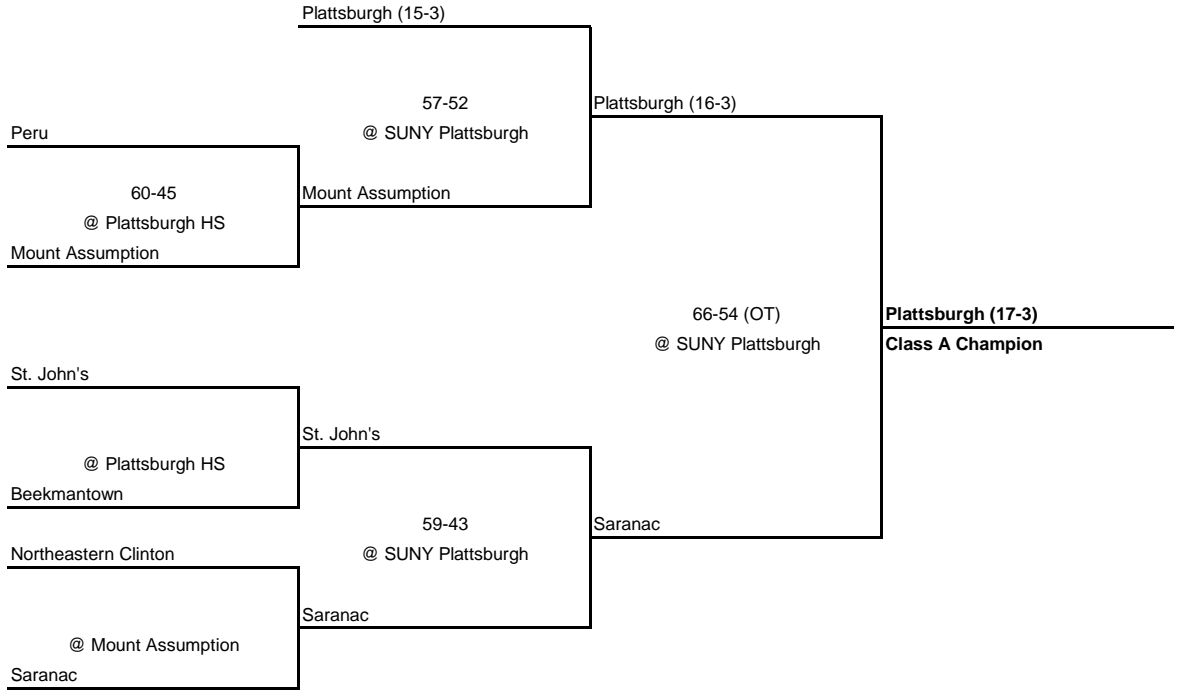 Plattsburgh (15-3)
57-52
Plattsburgh (16-3)
Peru
@ SUNY Plattsburgh
60-45
Mount Assumption
@ Plattsburgh HS
Mount Assumption
66-54 (OT)
Plattsburgh (17-3)
@ SUNY Plattsburgh
Class A Champion
St. John's
St. John's
@ Plattsburgh HS
Beekmantown
59-43
Saranac
Northeastern Clinton
@ SUNY Plattsburgh
Saranac
@ Mount Assumption
Saranac